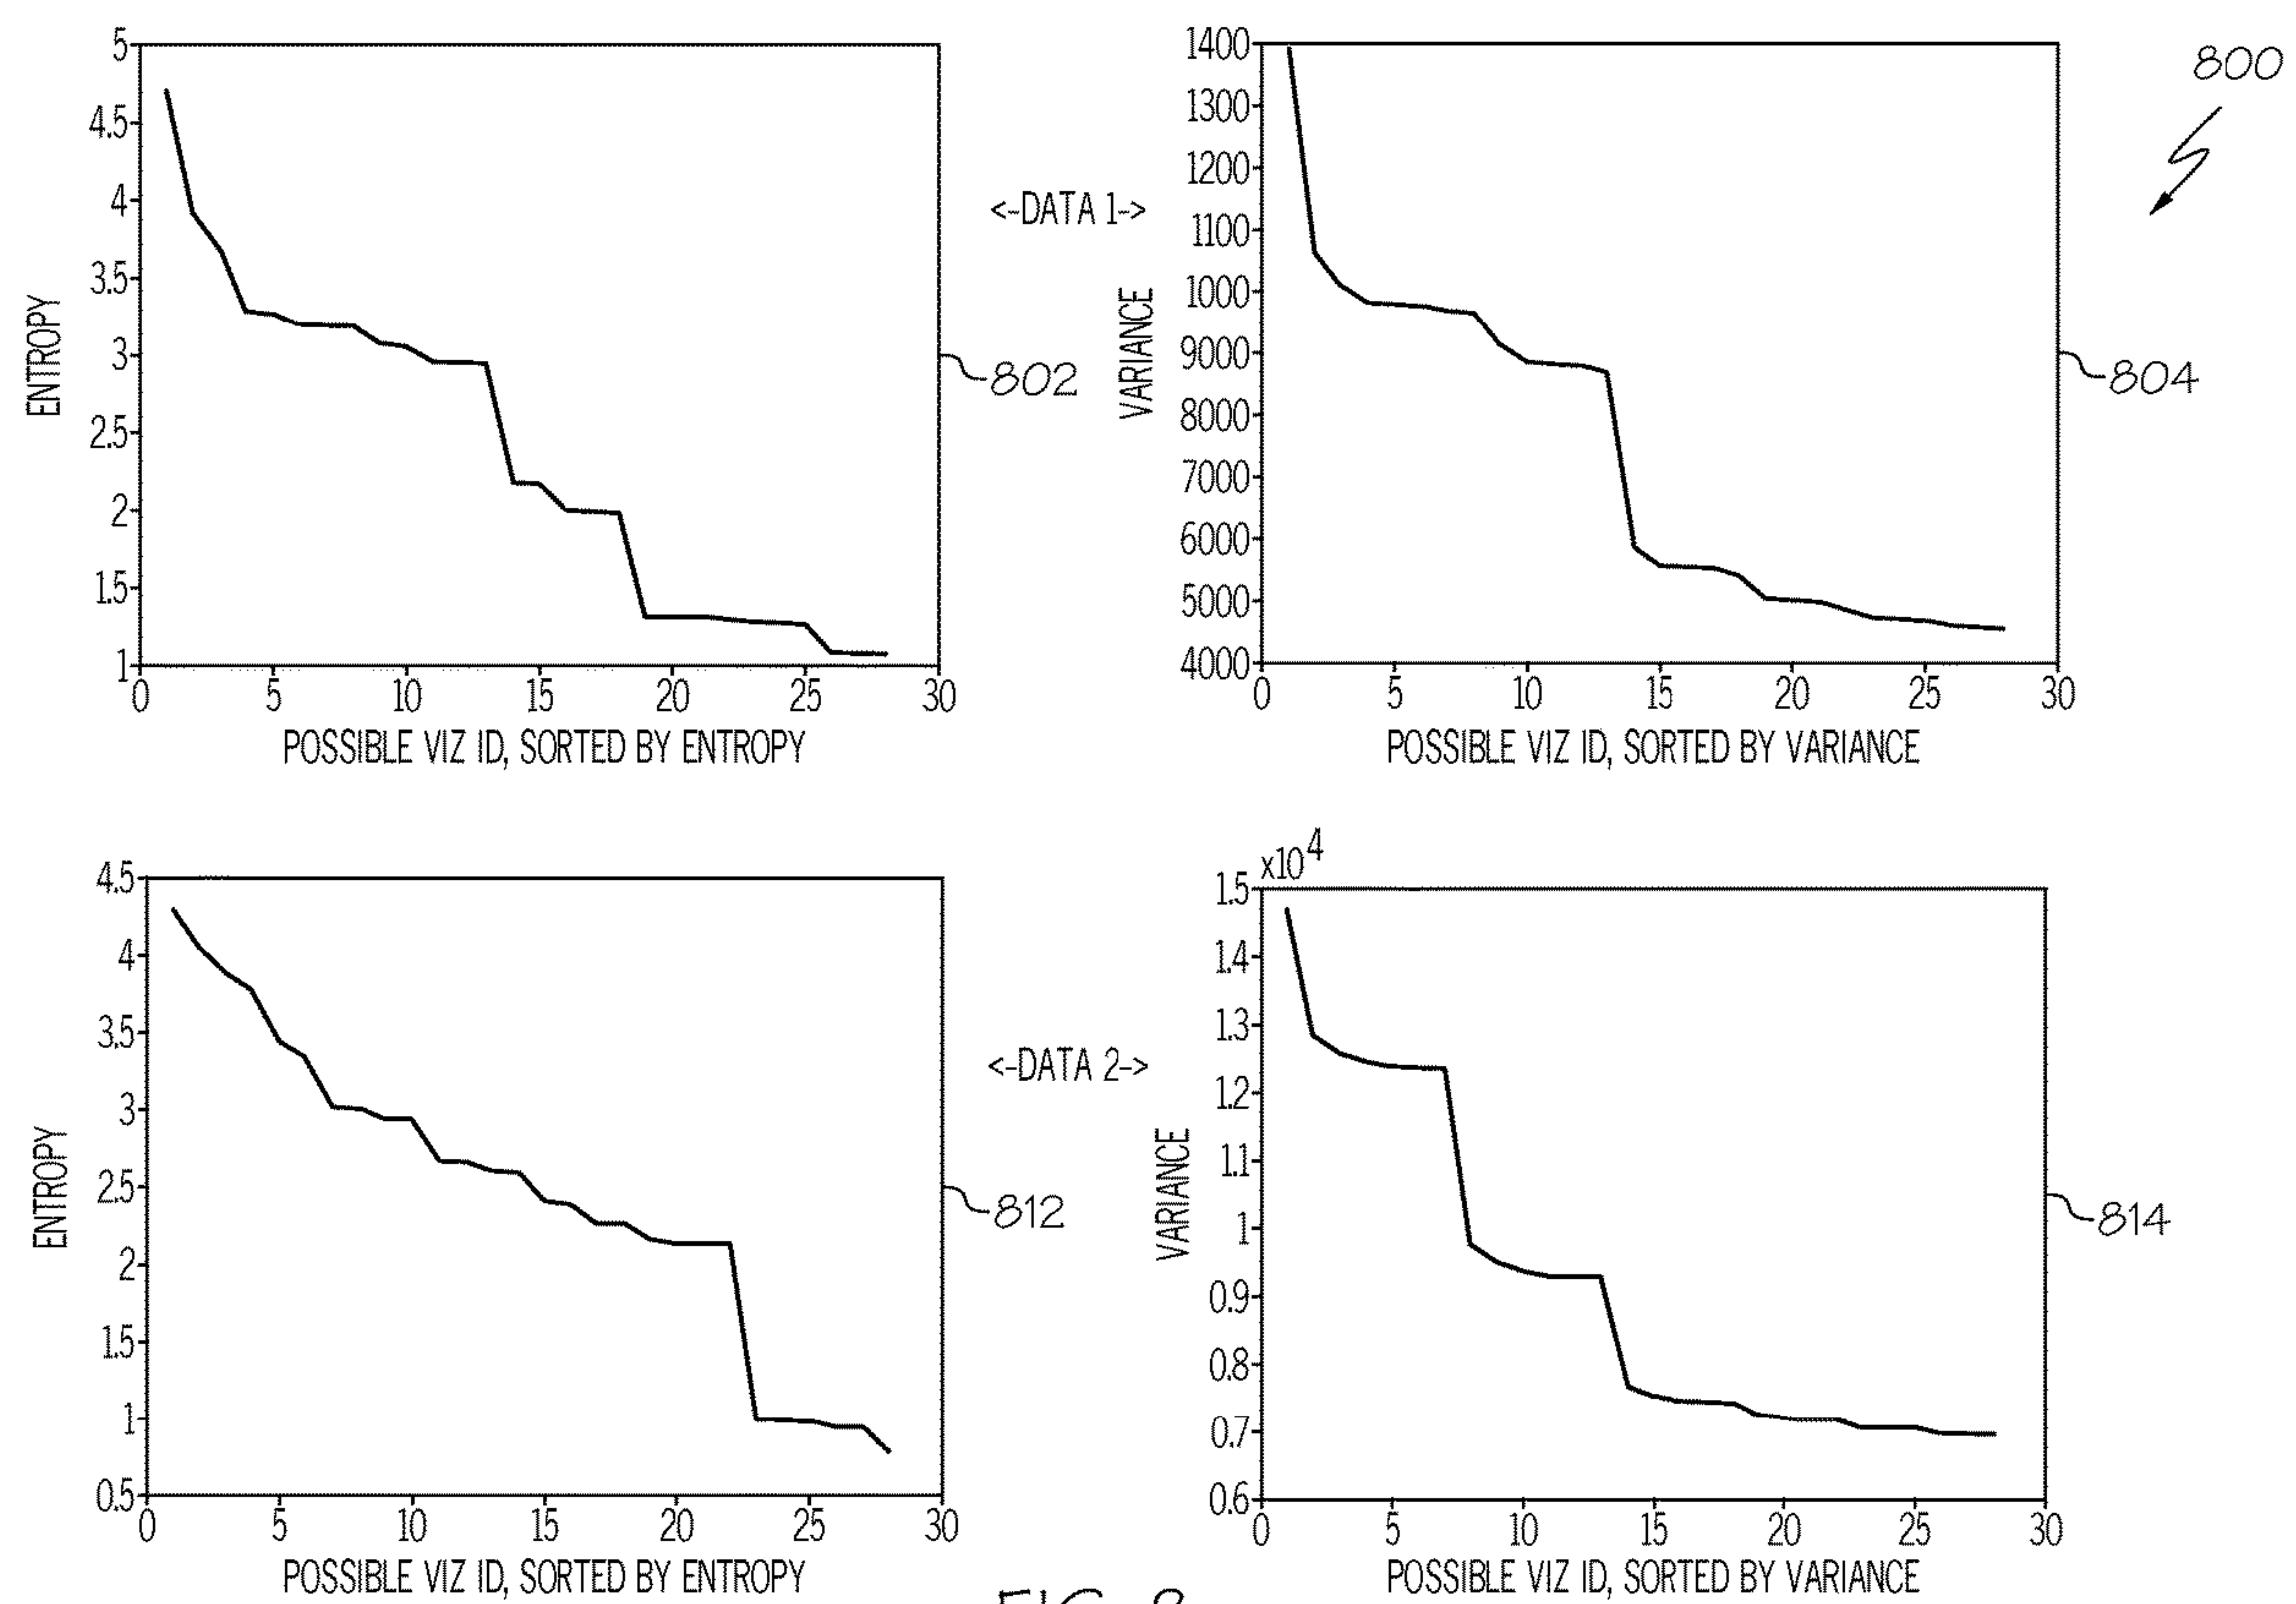 800
5
4.5
4
3.5
3
2.5
2
1.5
1
0 5 10 15 20 25 30
ENTROPY
POSSIBLE VIZ ID, SORTED BY ENTROPY
802
<-DATA 1->
1400
1300
1200
1100
1000
9000
8000
7000
6000
5000
4000
0 5 10 15 20 25 30
VARIANCE
POSSIBLE VIZ ID, SORTED BY VARIANCE
804
4.5
4
3.5
3
2.5
2
1.5
1
0.5
0 5 10 15 20 25 30
ENTROPY
POSSIBLE VIZ ID, SORTED BY ENTROPY
812
<-DATA 2->
x10^4
1.5
1.4
1.3
1.2
1.1
1
0.9
0.8
0.7
0.6
0 5 10 15 20 25 30
VARIANCE
POSSIBLE VIZ ID, SORTED BY VARIANCE
814